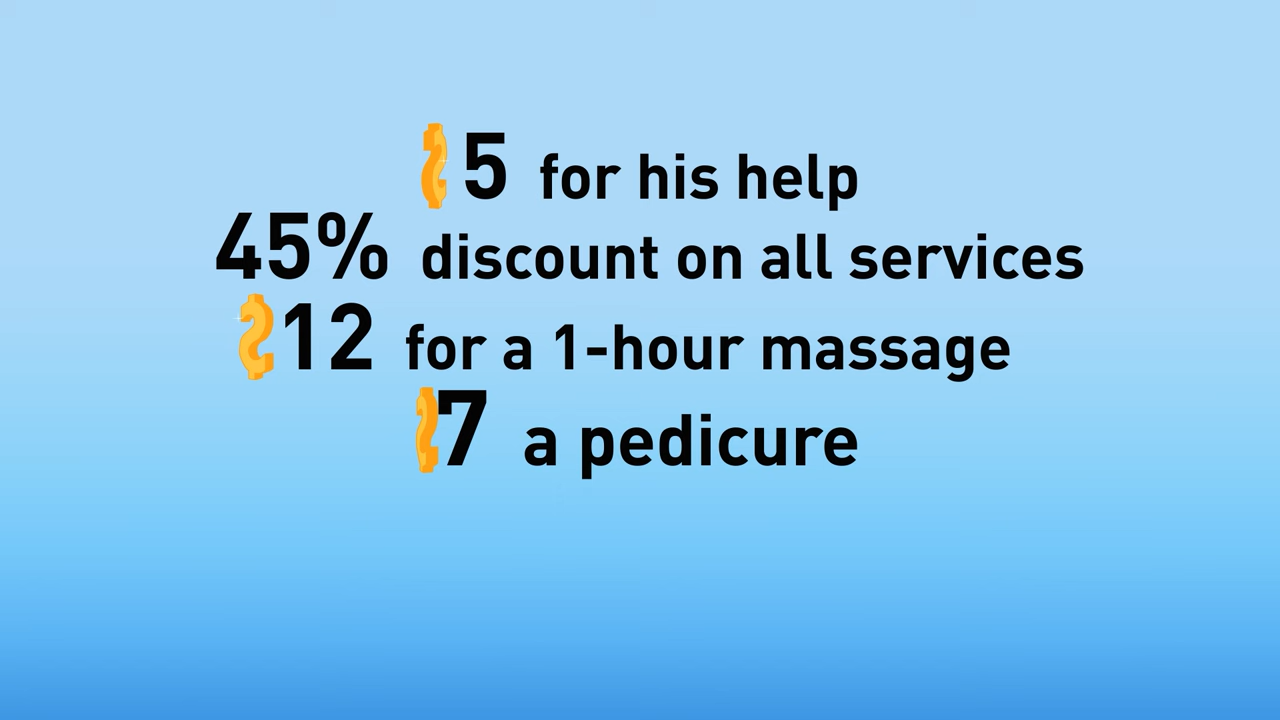 $5 for his help
45% discount on all services
$12 for a 1-hour massage
$7 a pedicure